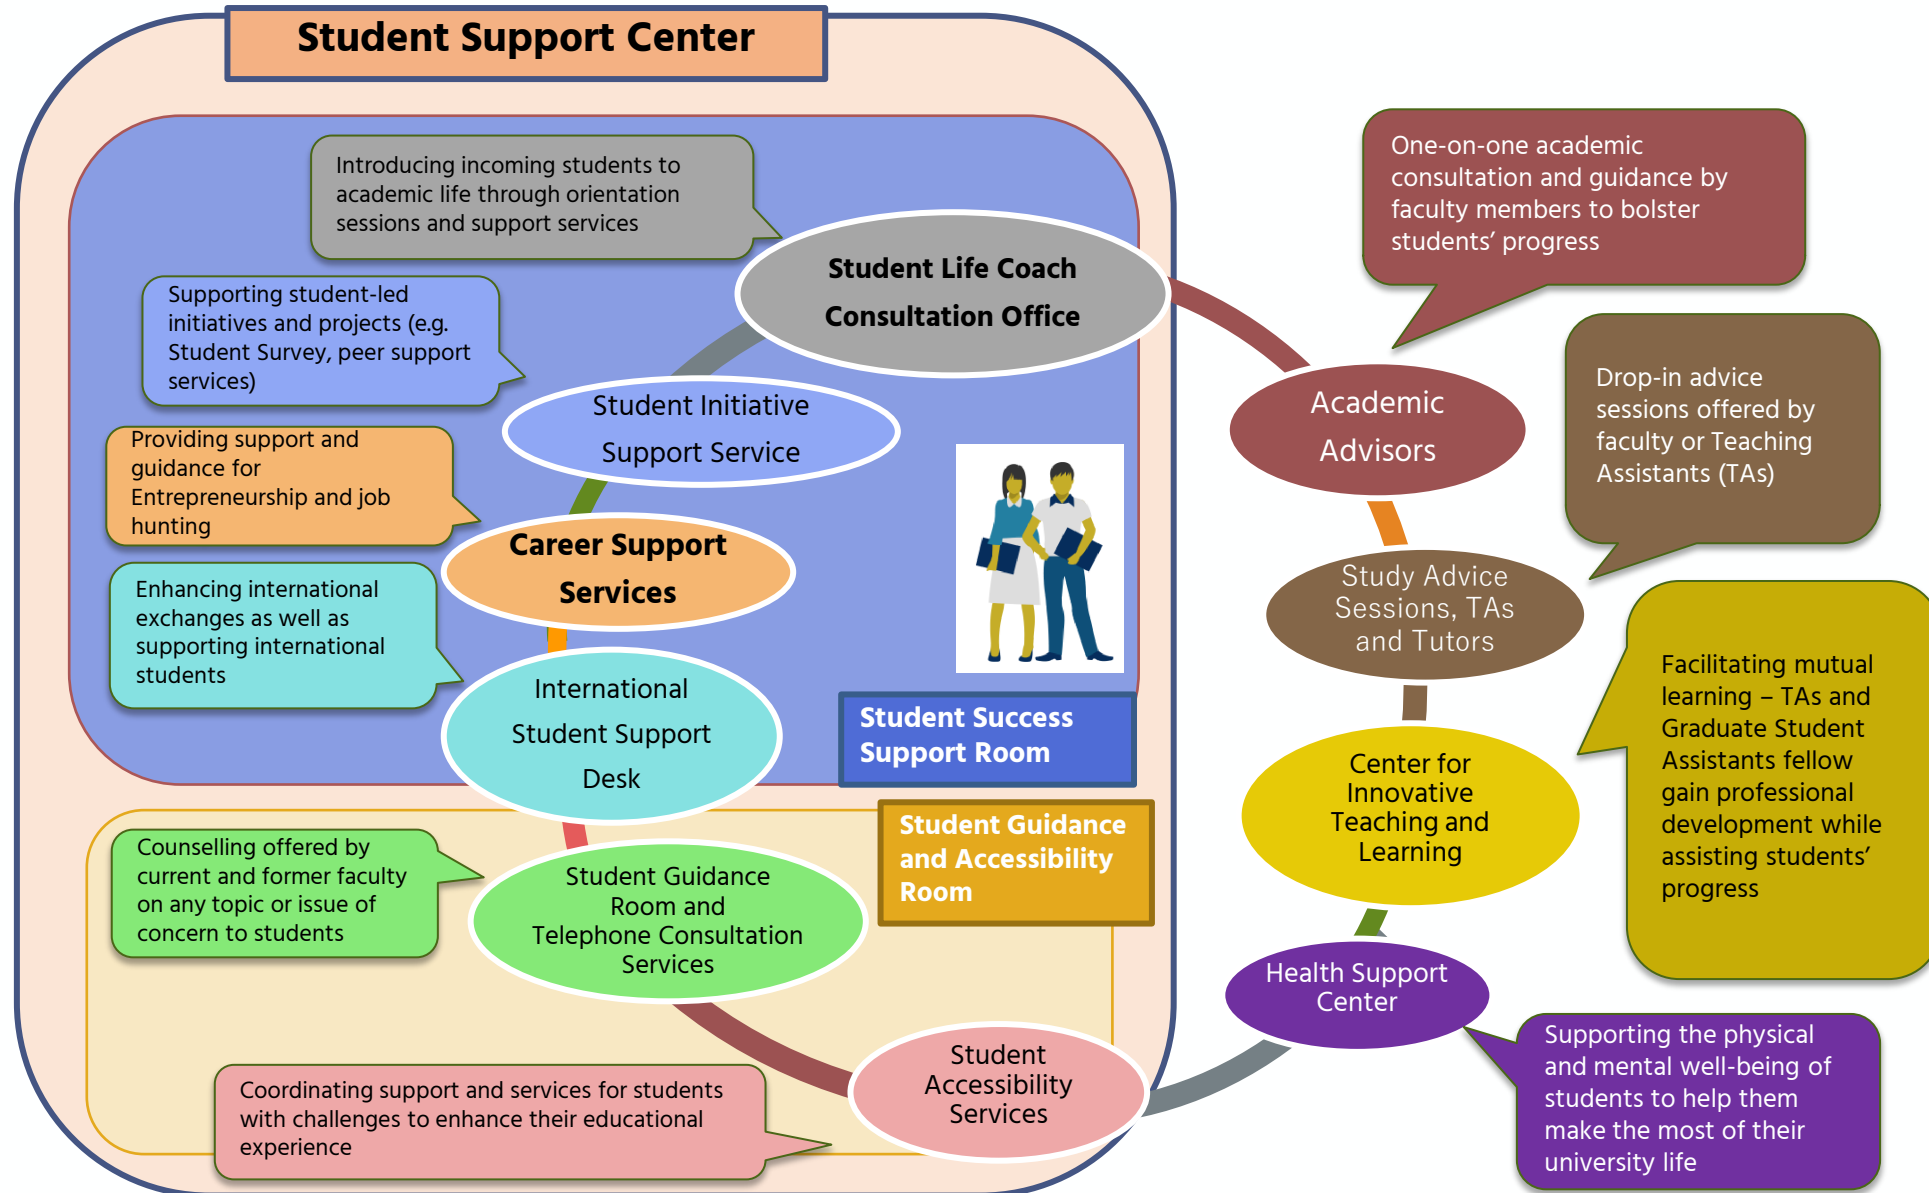 Student Support Center
Introducing incoming students to
academic life through orientation
sessions and support services
Student Life Coach
Consultation Office
Supporting student-led
initiatives and projects (e.g.
Student Survey, peer support
services)
Student Initiative
Support Service
Providing support and
guidance for
Entrepreneurship and job
hunting
Career Support
Services
Enhancing international
exchanges as well as
supporting international
students
International
Student Support
Desk
Student Success
Support Room
Student Guidance
and Accessibility
Room
Counselling offered by
current and former faculty
on any topic or issue of
concern to students
Student Guidance
Room and
Telephone Consultation
Services
Coordinating support and services for students
with challenges to enhance their educational
experience
Student
Accessibility
Services
One-on-one academic
consultation and guidance by
faculty members to bolster
students’ progress
Academic
Advisors
Drop-in advice
sessions offered by
faculty or Teaching
Assistants (TAs)
Study Advice
Sessions, TAs
and Tutors
Facilitating mutual
learning – TAs and
Graduate Student
Assistants fellow
gain professional
development while
assisting students’
progress
Center for
Innovative
Teaching and
Learning
Health Support
Center
Supporting the physical
and mental well-being of
students to help them
make the most of their
university life